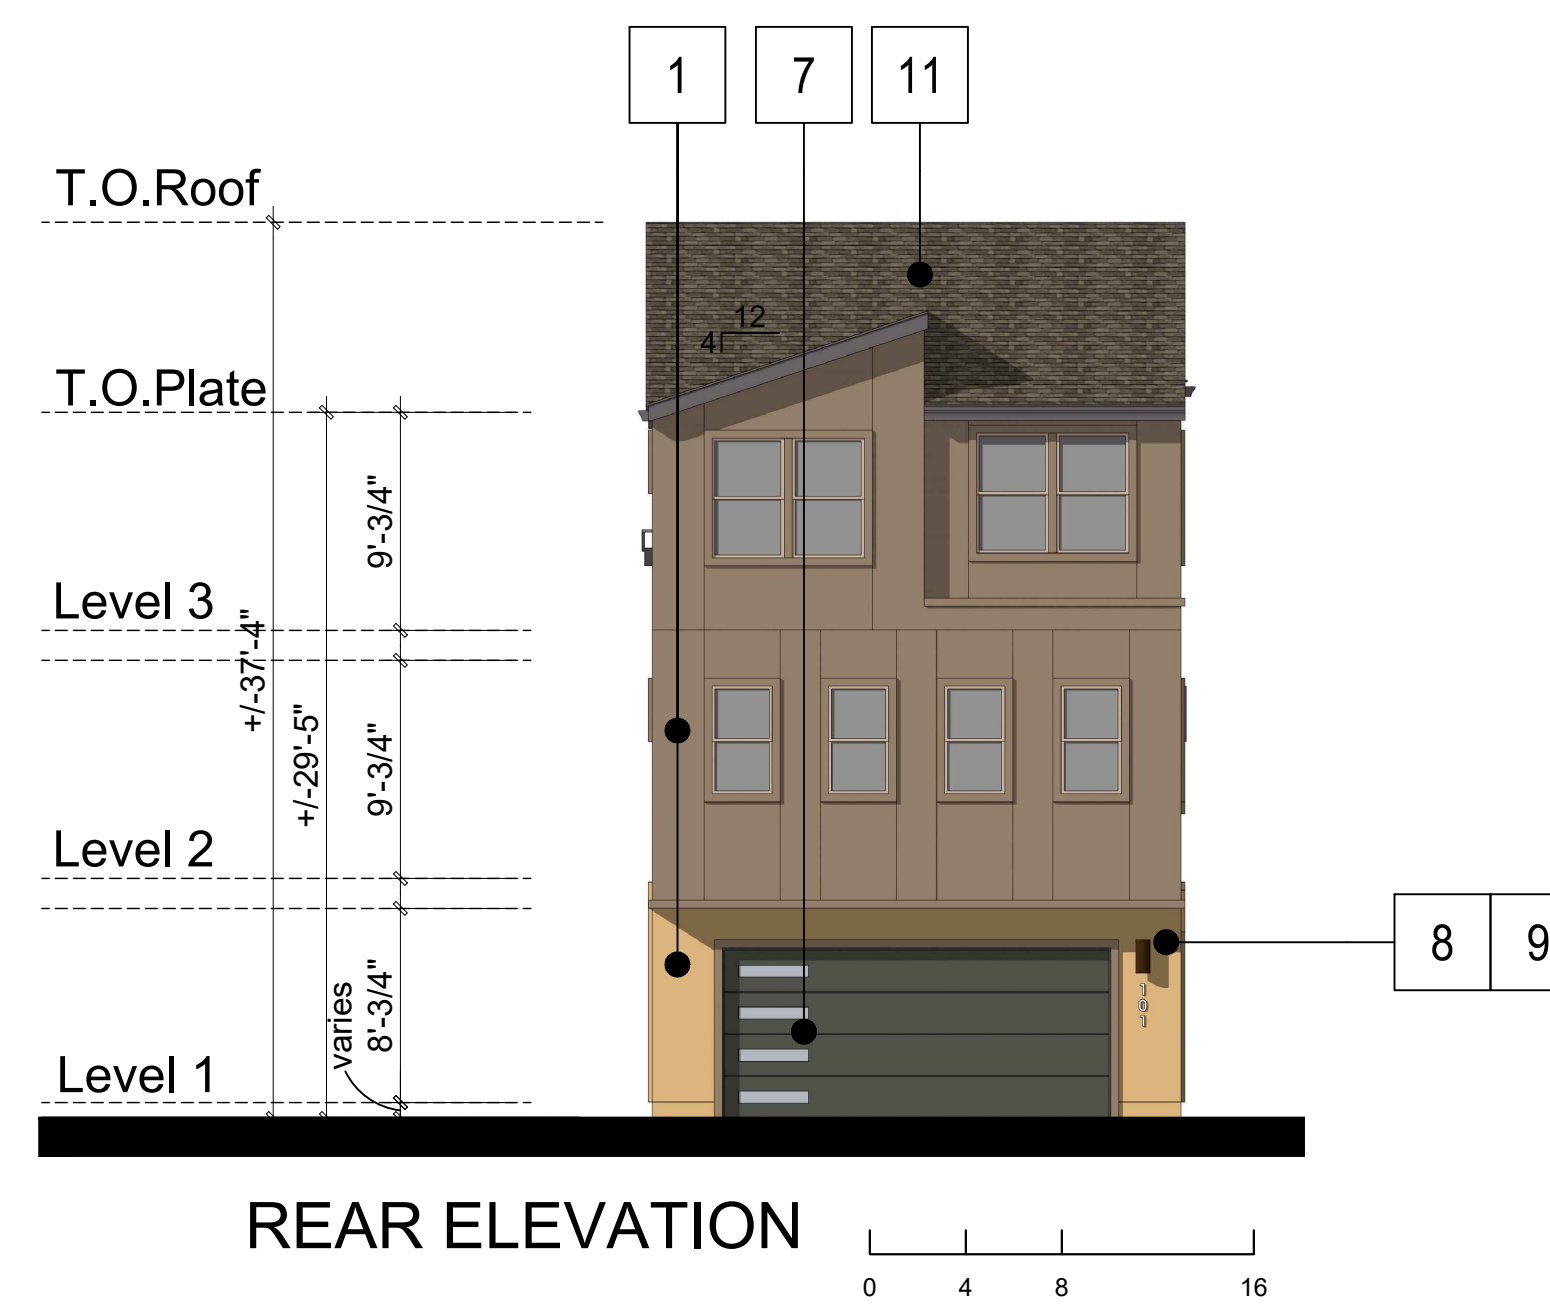 1 7 11
T.O.Roof
12
4
T.O.Plate
9'-3/4"
Level 3
+/-37'-4"
+/-29'-5"
9'-3/4"
Level 2
8 9
varies
8'-3/4"
101
Level 1
REAR ELEVATION
0 4 8 16